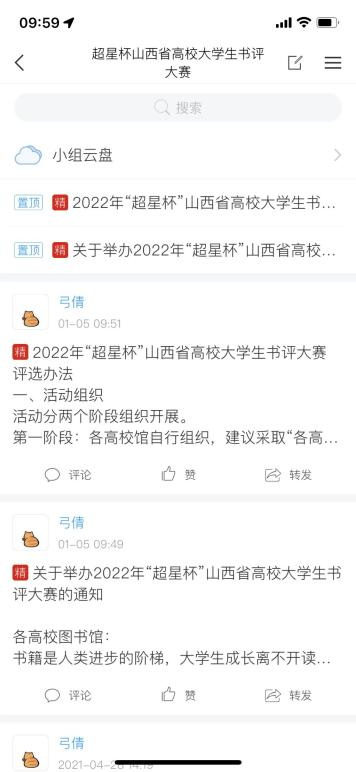 09:59
超星杯山西省高校大学生书评
大赛
搜索
小组云盘
置顶 精 2022年“超星杯”山西省高校大学生书...
置顶 精 关于举办2022年“超星杯”山西省高校...
弓倩
01-05 09:51
精 2022年“超星杯”山西省高校大学生书评大赛
评选办法
一、活动组织
活动分两个阶段组织开展。
第一阶段：各高校馆自行组织，建议采取“各高...
评论 赞 转发
弓倩
01-05 09:49
精 关于举办2022年“超星杯”山西省高校大学生书
评大赛的通知
各高校图书馆：
书籍是人类进步的阶梯，大学生成长离不开读...
评论 赞 转发
弓倩